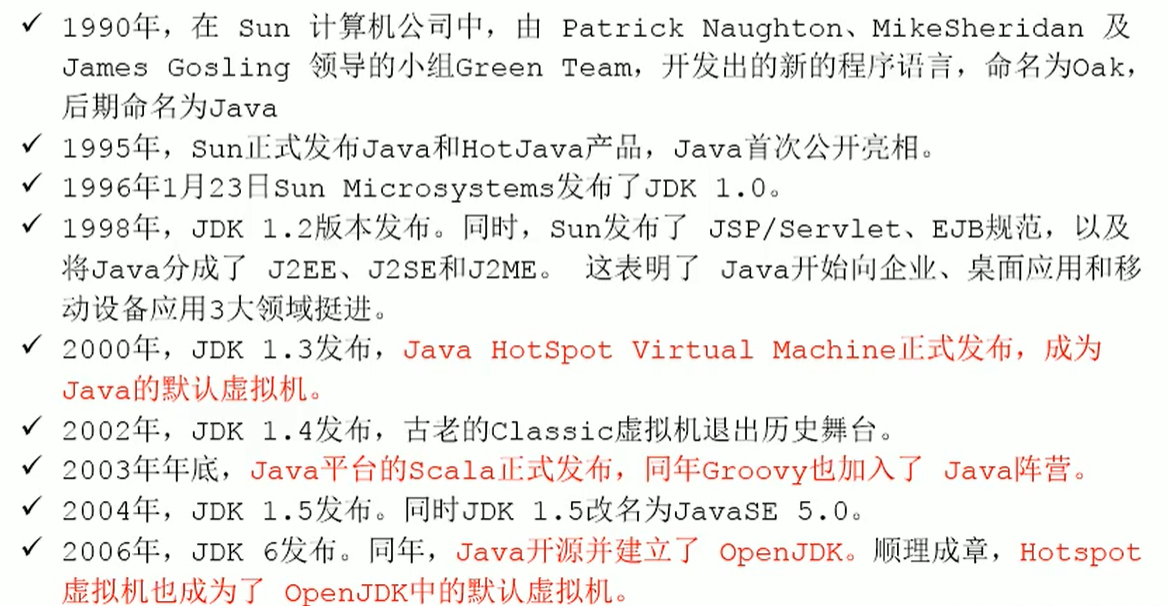 ✓ 1990年，在 Sun 计算机公司中，由 Patrick Naughton、MikeSheridan 及
James Gosling 领导的小组Green Team，开发出的新的程序语言，命名为Oak，
后期命名为Java
✓ 1995年，Sun正式发布Java和HotJava产品，Java首次公开亮相。
✓ 1996年1月23日Sun Microsystems发布了JDK 1.0。
✓ 1998年，JDK 1.2版本发布。同时，Sun发布了 JSP/Servlet、EJB规范，以及
将Java分成了 J2EE、J2SE和J2ME。 这表明了 Java开始向企业、桌面应用和移
动设备应用3大领域挺进。
✓ 2000年，JDK 1.3发布，Java HotSpot Virtual Machine正式发布，成为
Java的默认虚拟机。
✓ 2002年，JDK 1.4发布，古老的Classic虚拟机退出历史舞台。
✓ 2003年年底，Java平台的Scala正式发布，同年Groovy也加入了 Java阵营。
✓ 2004年，JDK 1.5发布。同时JDK 1.5改名为JavaSE 5.0。
✓ 2006年，JDK 6发布。同年，Java开源并建立了 OpenJDK。顺理成章，Hotspot
虚拟机也成为了 OpenJDK中的默认虚拟机。